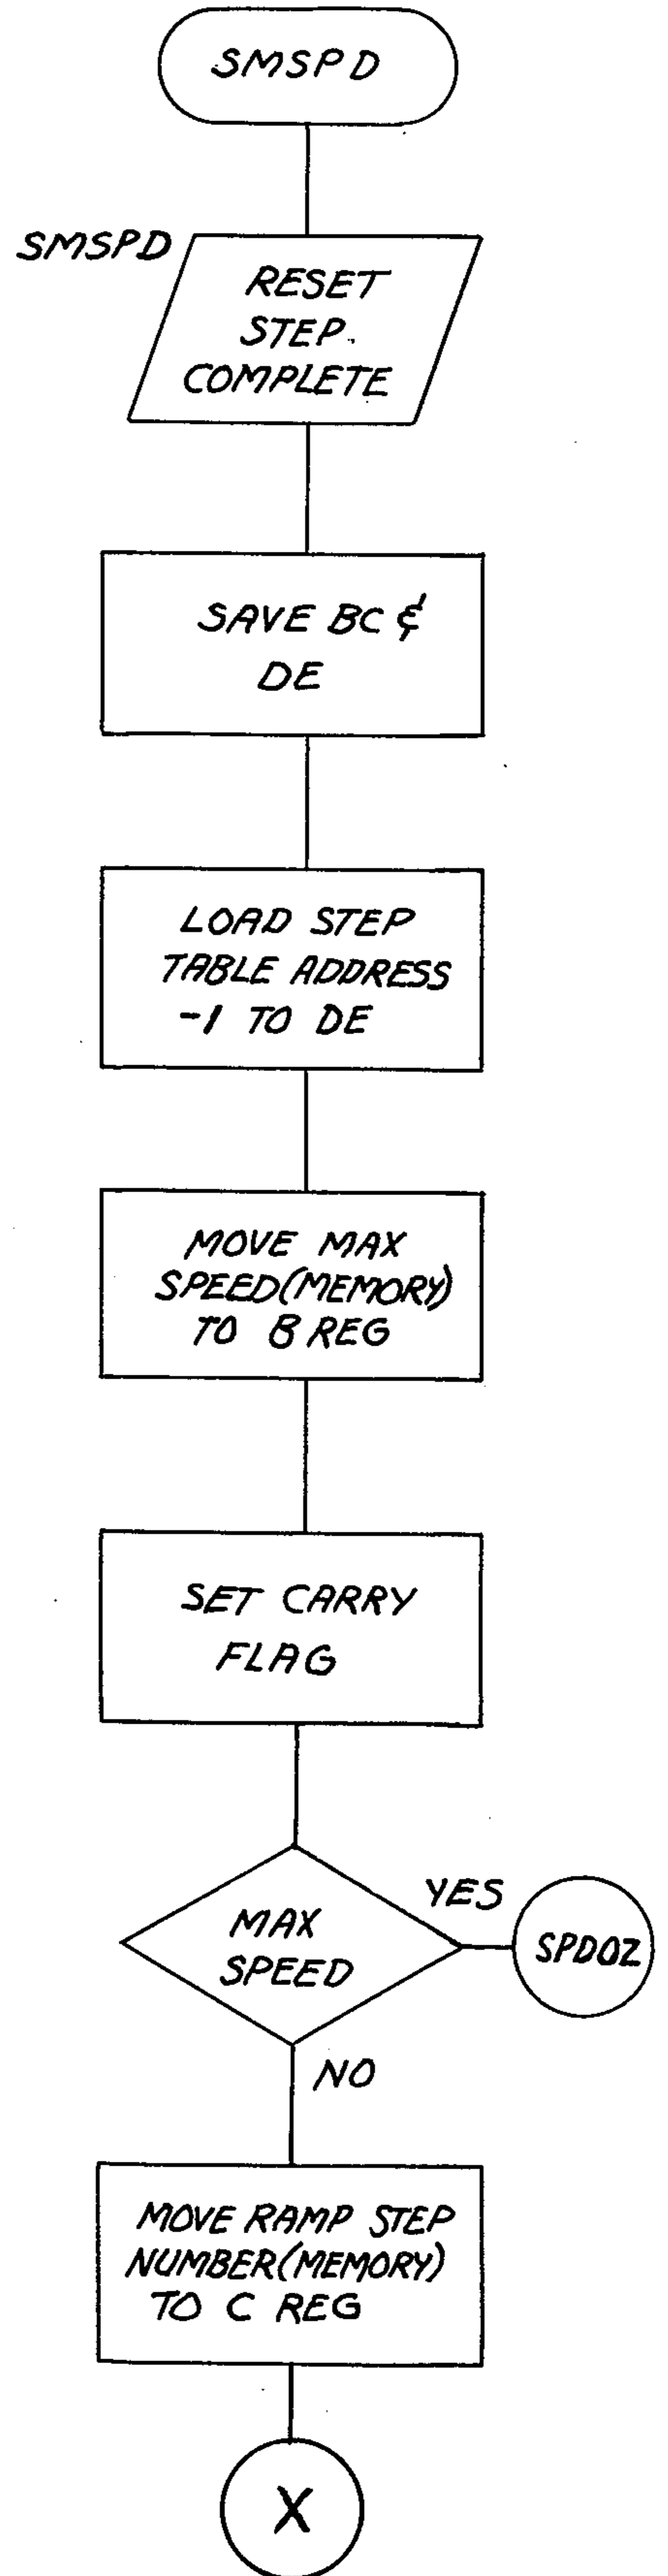 SMSPD
SMSPD
RESET
STEP
COMPLETE
SAVE BC &
DE
LOAD STEP
TABLE ADDRESS
-1 TO DE
MOVE MAX
SPEED(MEMORY)
TO B REG
SET CARRY
FLAG
MAX
SPEED
YES
SPD0Z
NO
MOVE RAMP STEP
NUMBER(MEMORY)
TO C REG
X